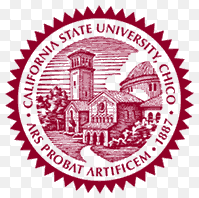 CALIFORNIA STATE UNIVERSITY, CHICO
• ARS PROBAT ARTIFICEM • 1887 •